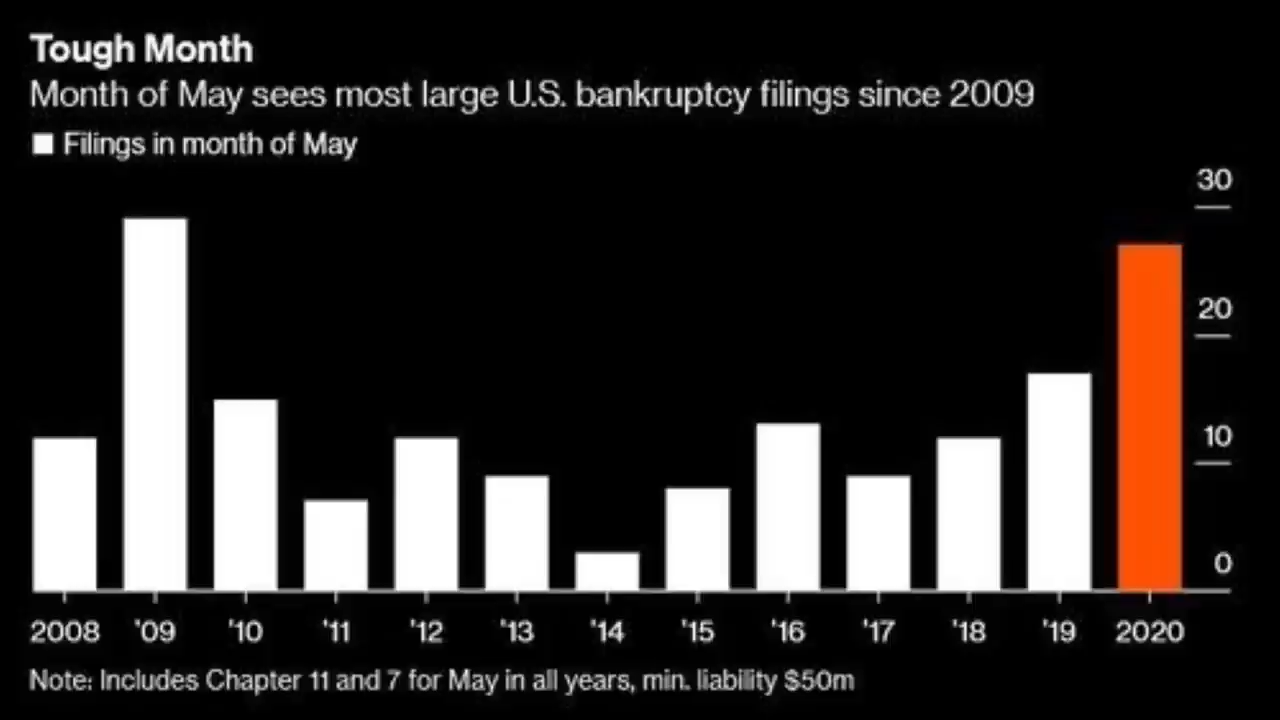 Tough Month
Month of May sees most large U.S. bankruptcy filings since 2009
Filings in month of May
30
20
10
0
2008 '09 '10 '11 '12 '13 '14 '15 '16 '17 '18 '19 2020
Note: Includes Chapter 11 and 7 for May in all years, min. liability $50m